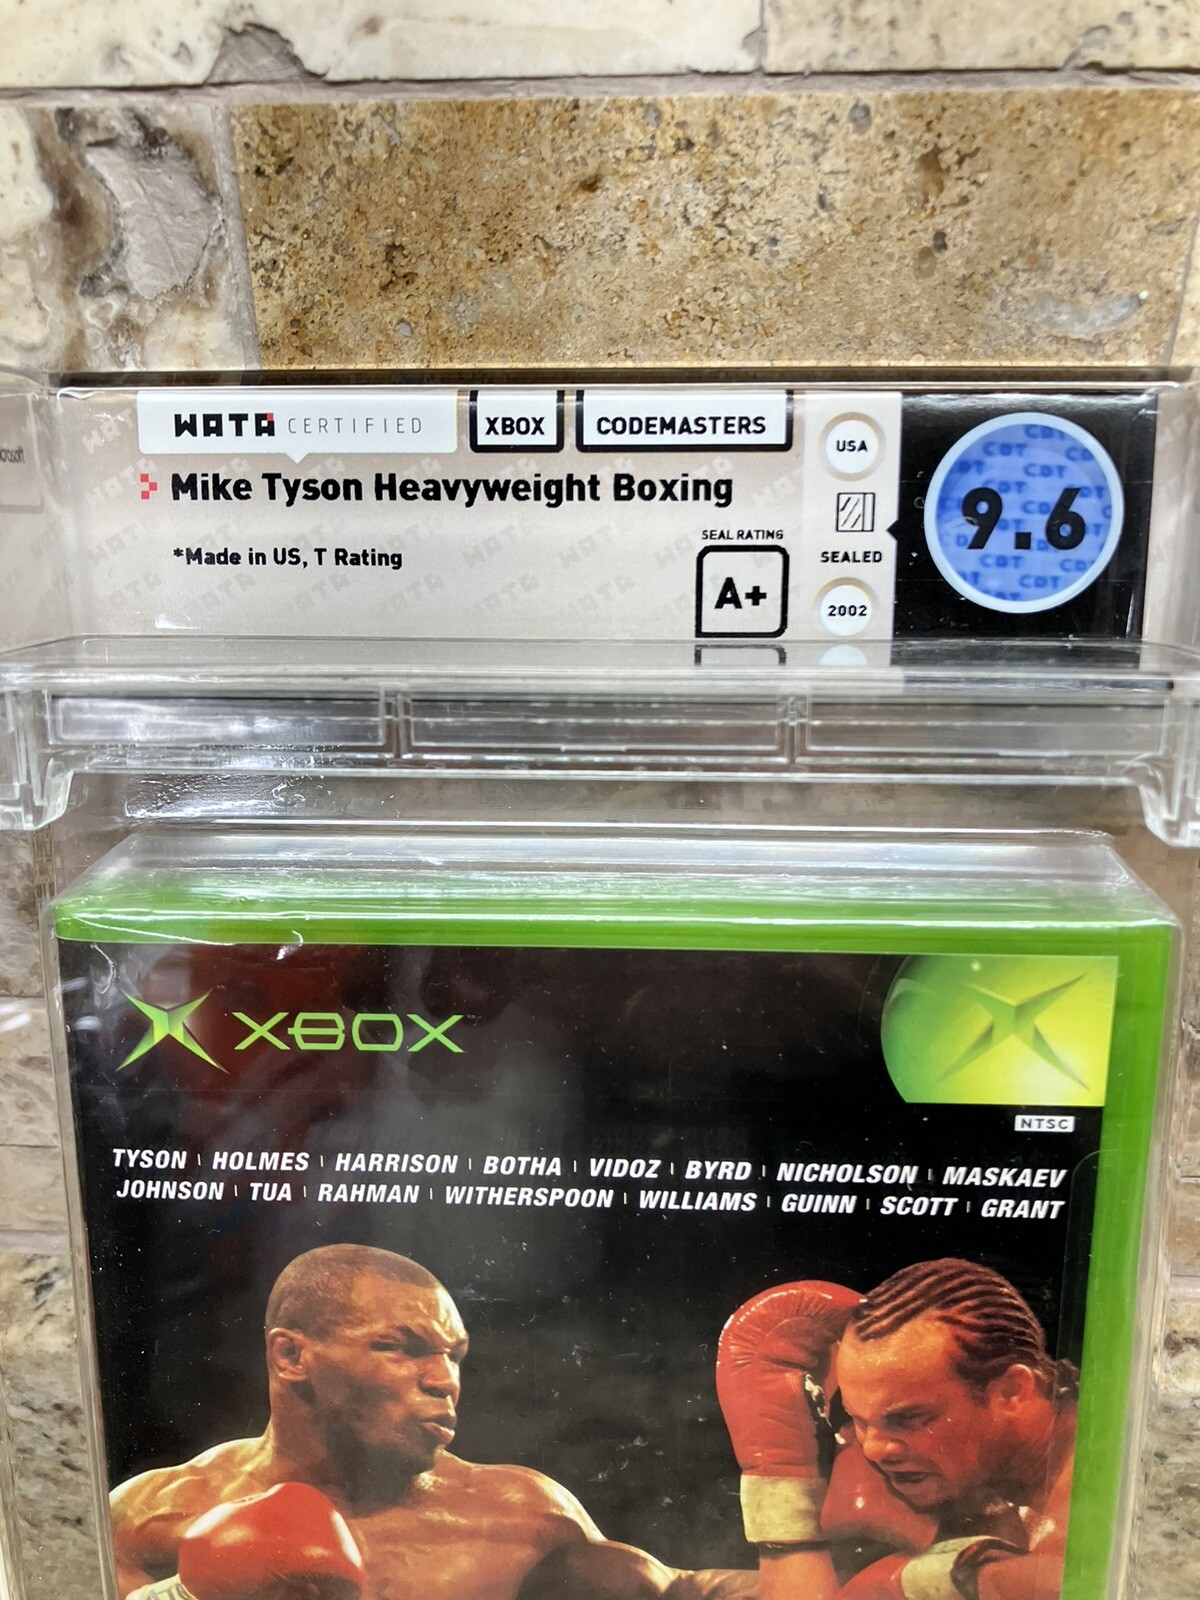 WATA CERTIFIED
XBOX
CODEMASTERS
Mike Tyson Heavyweight Boxing
*Made in US, T Rating
SEAL RATING
A+
USA
SEALED
2002
9.6
XBOX
NTSC
TYSON | HOLMES | HARRISON | BOTHA | VIDOZ | BYRD | NICHOLSON | MASKAEV
JOHNSON | TUA | RAHMAN | WITHERSPOON | WILLIAMS | GUINN | SCOTT | GRANT